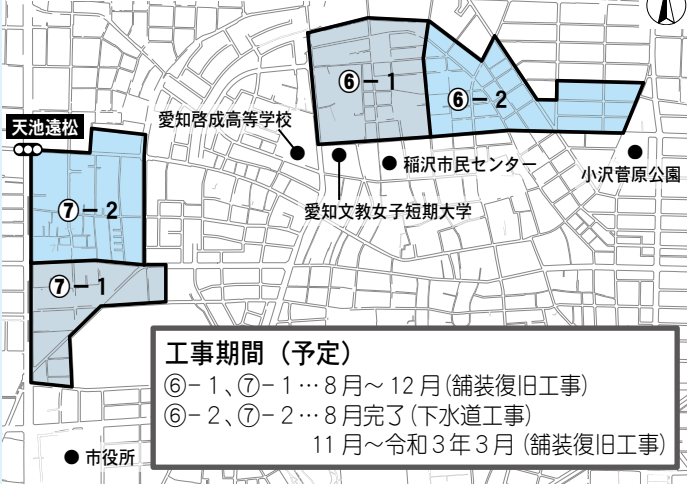 ⑥－1
⑥－2
天池遠松
愛知啓成高等学校
稲沢市民センター
小沢菅原公園
愛知文教女子短期大学
⑦－2
⑦－1
工事期間（予定）
⑥－1、⑦－1…8月～12月(舗装復旧工事)
⑥－2、⑦－2…8月完了(下水道工事)
11月～令和3年3月(舗装復旧工事)
市役所